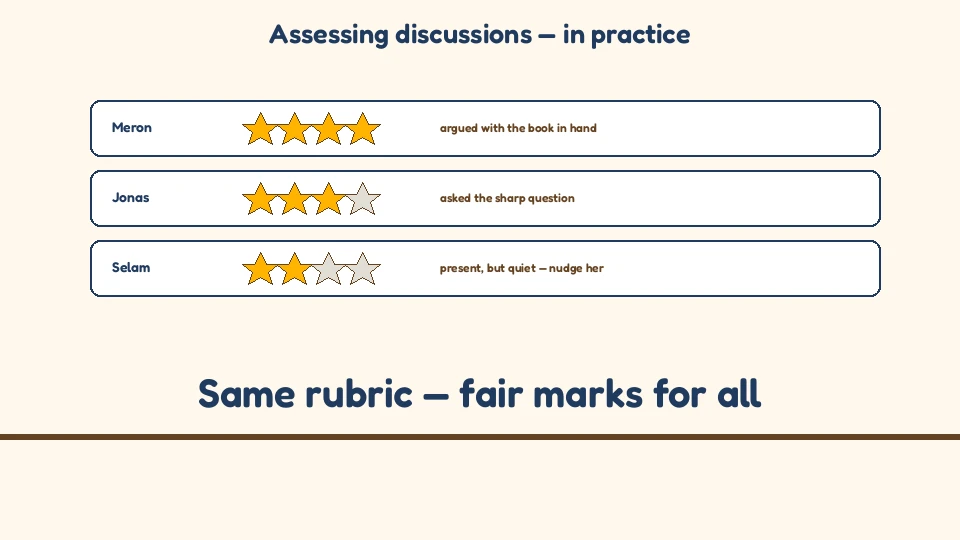 Assessing discussions — in practice
Meron
argued with the book in hand
Jonas
asked the sharp question
Selam
present, but quiet — nudge her
Same rubric — fair marks for all